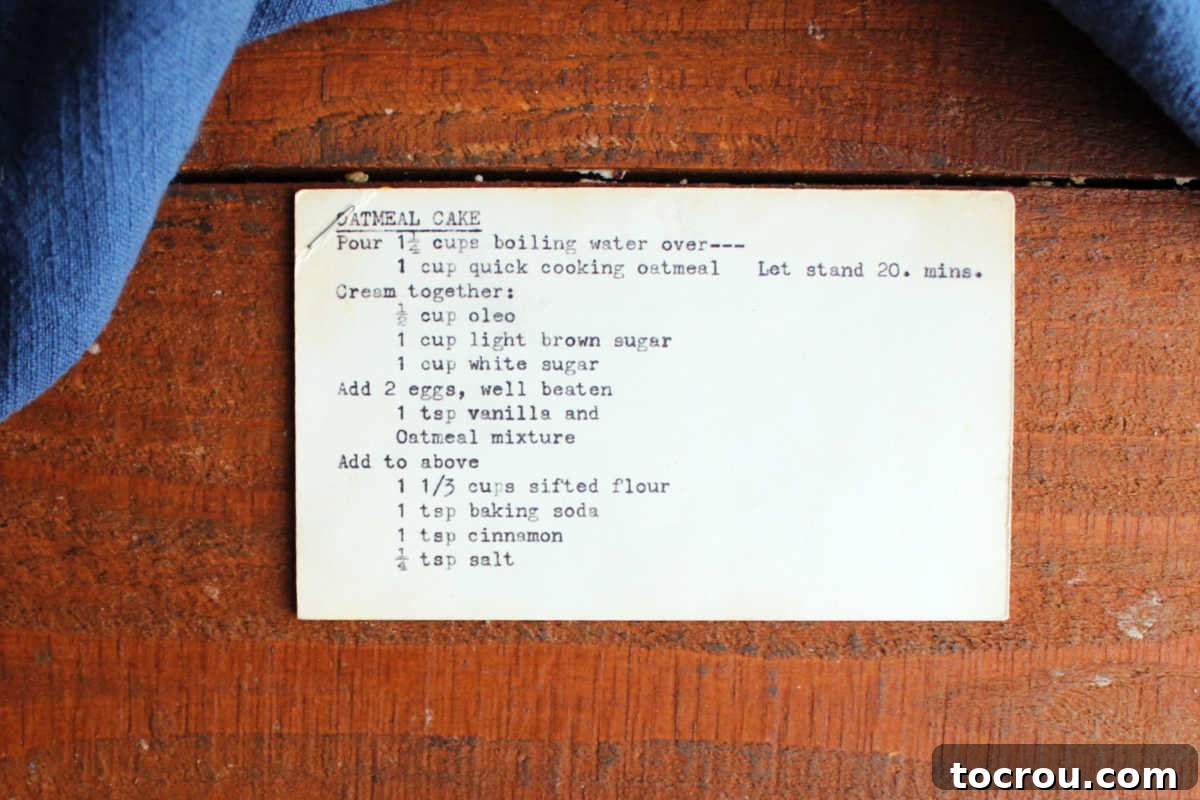 OATMEAL CAKE
Pour 1¼ cups boiling water over---
1 cup quick cooking oatmeal Let stand 20. mins.
Cream together:
½ cup oleo
1 cup light brown sugar
1 cup white sugar
Add 2 eggs, well beaten
1 tsp vanilla and
Oatmeal mixture
Add to above
1 1/3 cups sifted flour
1 tsp baking soda
1 tsp cinnamon
¼ tsp salt
tocrou.com